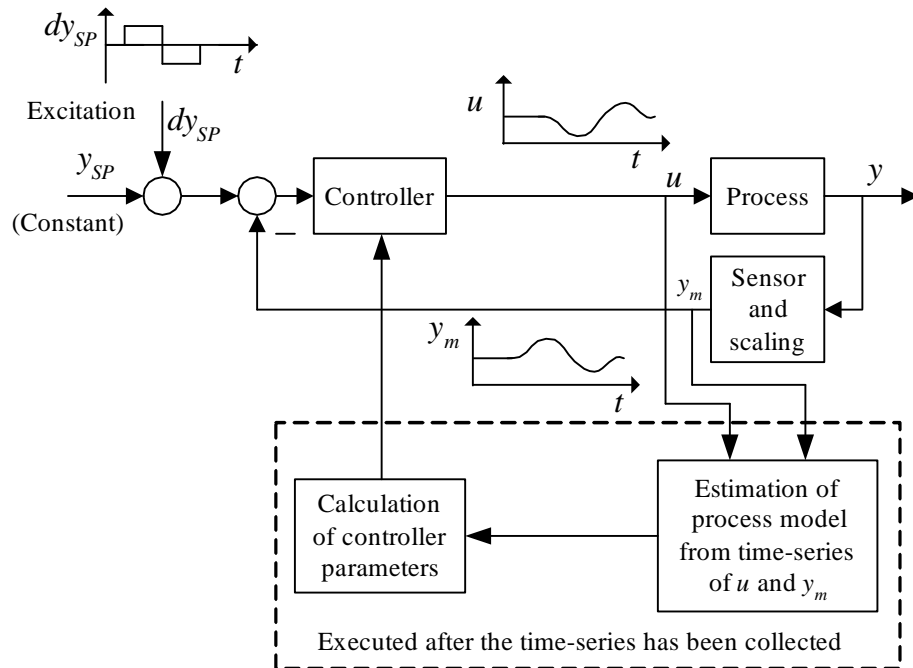 dy_SP
t
Excitation
dy_SP
y_SP
(Constant)
–
Controller
u
t
u
Process
y
Sensor
and
scaling
y_m
y_m
t
Calculation
of controller
parameters
Estimation of
process model
from time-series
of u and y_m
Executed after the time-series has been collected